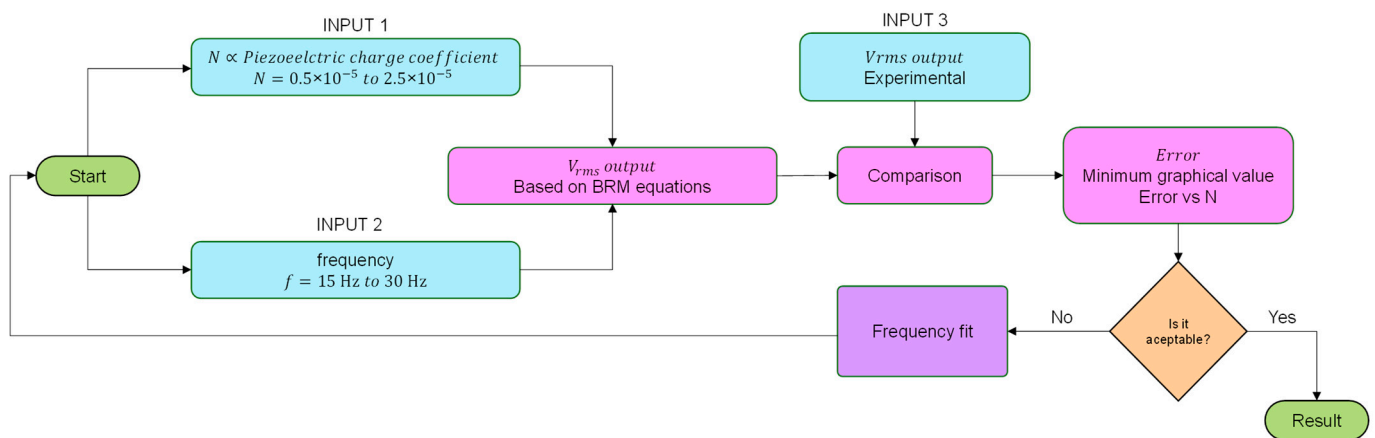 INPUT 1
N ∝ Piezoelctric charge coefficient
N = 0.5×10⁻⁵ to 2.5×10⁻⁵
INPUT 3
Vrms output
Experimental
Start
V_rms output
Based on BRM equations
Comparison
Error
Minimum graphical value
Error vs N
INPUT 2
frequency
f = 15 Hz to 30 Hz
Frequency fit
No
Is it
aceptable?
Yes
Result